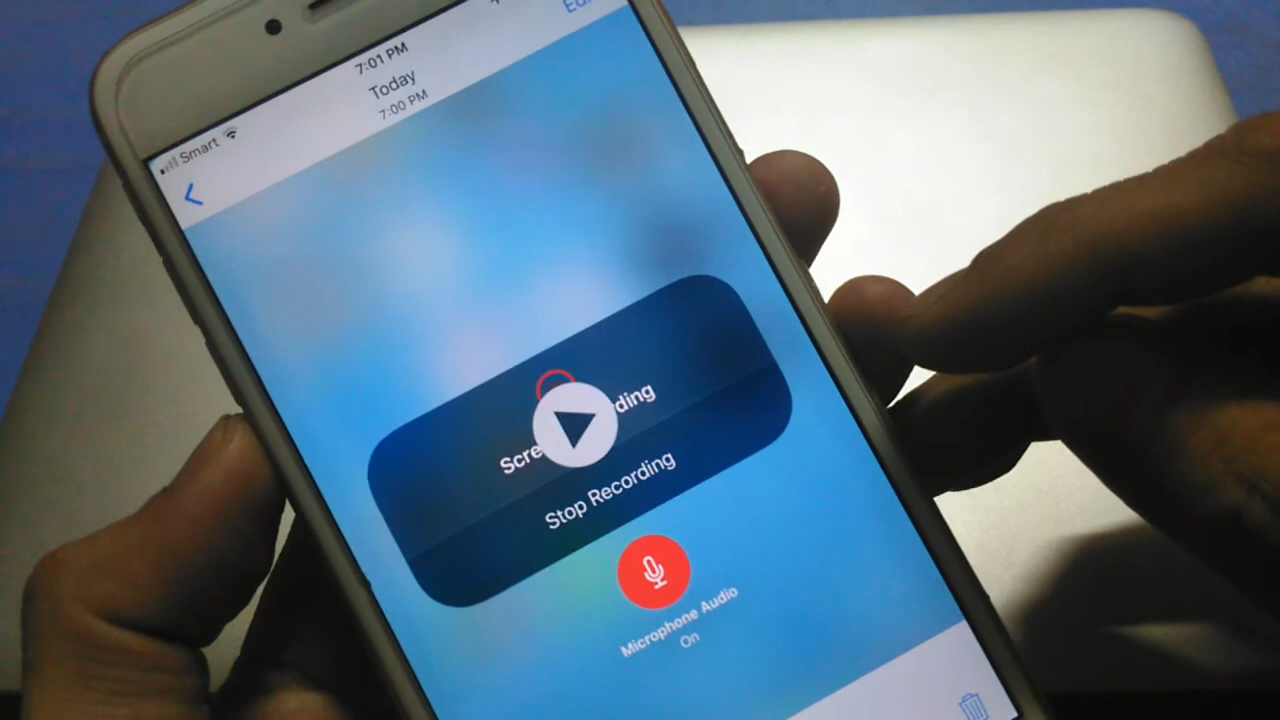 7:01 PM
Smart
Today
7:00 PM
Stop Recording
Microphone Audio
On